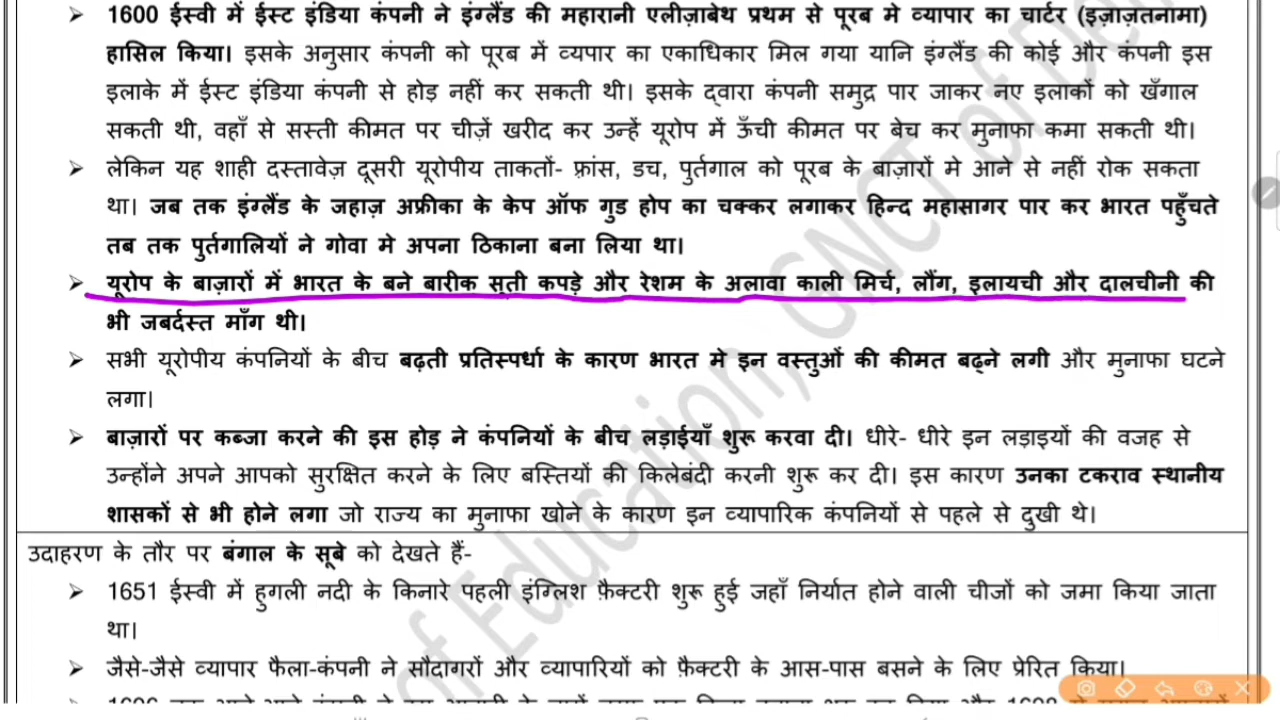 ➢ 1600 ईस्वी में ईस्ट इंडिया कंपनी ने इंग्लैंड की महारानी एलीज़ाबेथ प्रथम से पूरब मे व्यापार का चार्टर (इज़ाज़तनामा)
हासिल किया। इसके अनुसार कंपनी को पूरब में व्यपार का एकाधिकार मिल गया यानि इंग्लैंड की कोई और कंपनी इस
इलाके में ईस्ट इंडिया कंपनी से होड़ नहीं कर सकती थी। इसके द्वारा कंपनी समुद्र पार जाकर नए इलाकों को खँगाल
सकती थी, वहाँ से सस्ती कीमत पर चीज़ें खरीद कर उन्हें यूरोप में ऊँची कीमत पर बेच कर मुनाफा कमा सकती थी।
➢ लेकिन यह शाही दस्तावेज़ दूसरी यूरोपीय ताकतों- फ़्रांस, डच, पुर्तगाल को पूरब के बाज़ारों मे आने से नहीं रोक सकता
था। जब तक इंग्लैंड के जहाज़ अफ्रीका के केप ऑफ गुड होप का चक्कर लगाकर हिन्द महासागर पार कर भारत पहुँचते
तब तक पुर्तगालियों ने गोवा मे अपना ठिकाना बना लिया था।
➢ यूरोप के बाज़ारों में भारत के बने बारीक सूती कपड़े और रेशम के अलावा काली मिर्च, लौंग, इलायची और दालचीनी की
भी जबर्दस्त माँग थी।
➢ सभी यूरोपीय कंपनियों के बीच बढ़ती प्रतिस्पर्धा के कारण भारत मे इन वस्तुओं की कीमत बढ़ने लगी और मुनाफा घटने
लगा।
➢ बाज़ारों पर कब्जा करने की इस होड़ ने कंपनियों के बीच लड़ाईयाँ शुरू करवा दी। धीरे- धीरे इन लड़ाइयों की वजह से
उन्होंने अपने आपको सुरक्षित करने के लिए बस्तियों की किलेबंदी करनी शुरू कर दी। इस कारण उनका टकराव स्थानीय
शासकों से भी होने लगा जो राज्य का मुनाफा खोने के कारण इन व्यापारिक कंपनियों से पहले से दुखी थे।
उदाहरण के तौर पर बंगाल के सूबे को देखते हैं-
➢ 1651 ईस्वी में हुगली नदी के किनारे पहली इंग्लिश फ़ैक्टरी शुरू हुई जहाँ निर्यात होने वाली चीजों को जमा किया जाता
था।
➢ जैसे-जैसे व्यापार फैला-कंपनी ने सौदागरों और व्यापारियों को फ़ैक्टरी के आस-पास बसने के लिए प्रेरित किया।
of Education, GNCT of De